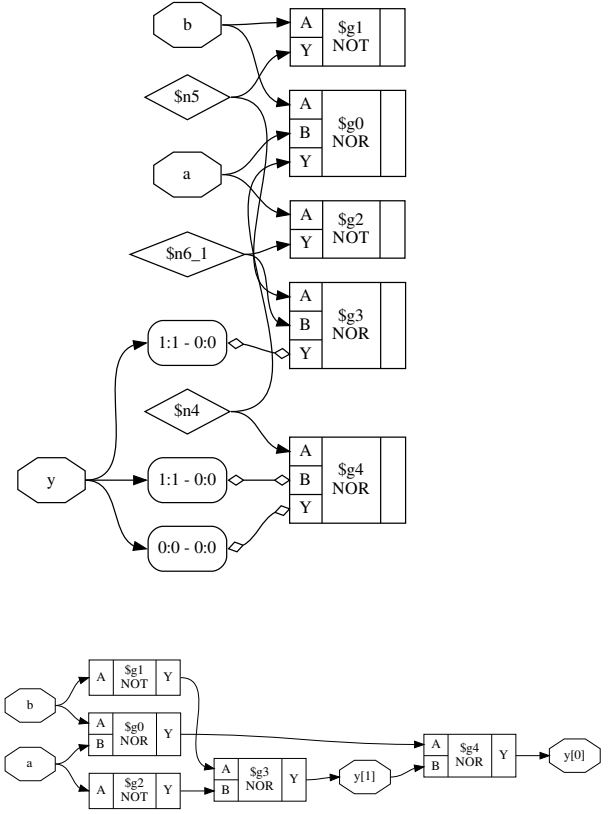 b
A
$g1
NOT
Y
$n5
A
$g0
NOR
B
Y
a
A
$g2
NOT
Y
$n6_1
A
$g3
NOR
B
Y
1:1 - 0:0
$n4
A
$g4
NOR
B
Y
y
1:1 - 0:0
0:0 - 0:0
b
A
$g1
NOT
Y
A
B
$g0
NOR
Y
a
A
$g2
NOT
Y
A
B
$g3
NOR
Y
y[1]
A
B
$g4
NOR
Y
y[0]